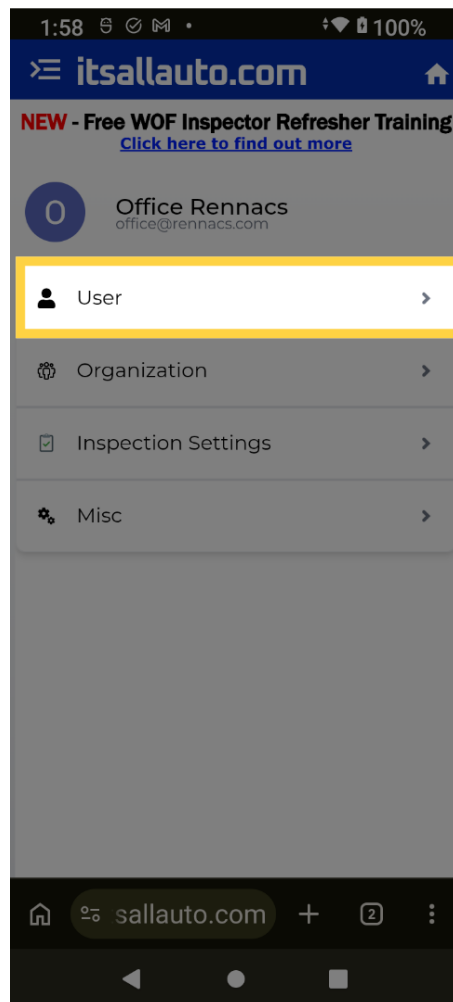 1:58
100%
itsallauto.com
NEW - Free WOF Inspector Refresher Training
Click here to find out more
O
Office Rennacs
office@rennacs.com
User
Organization
Inspection Settings
Misc
sallauto.com
2